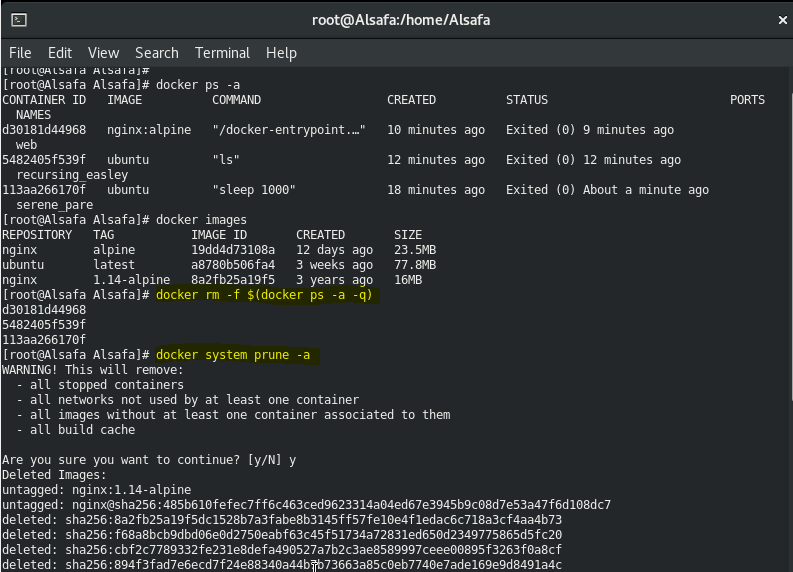 root@Alsafa:/home/Alsafa
File Edit View Search Terminal Help
[root@Alsafa Alsafa]#
[root@Alsafa Alsafa]# docker ps -a
CONTAINER ID IMAGE COMMAND CREATED STATUS PORTS
NAMES
d30181d44968 nginx:alpine "/docker-entrypoint.…" 10 minutes ago Exited (0) 9 minutes ago
web
5482405f539f ubuntu "ls" 12 minutes ago Exited (0) 12 minutes ago
recursing_easley
113aa266170f ubuntu "sleep 1000" 18 minutes ago Exited (0) About a minute ago
serene_pare
[root@Alsafa Alsafa]# docker images
REPOSITORY TAG IMAGE ID CREATED SIZE
nginx alpine 19dd4d73108a 12 days ago 23.5MB
ubuntu latest a8780b506fa4 3 weeks ago 77.8MB
nginx 1.14-alpine 8a2fb25a19f5 3 years ago 16MB
[root@Alsafa Alsafa]# docker rm -f $(docker ps -a -q)
d30181d44968
5482405f539f
113aa266170f
[root@Alsafa Alsafa]# docker system prune -a
WARNING! This will remove:
- all stopped containers
- all networks not used by at least one container
- all images without at least one container associated to them
- all build cache
Are you sure you want to continue? [y/N] y
Deleted Images:
untagged: nginx:1.14-alpine
untagged: nginx@sha256:485b610fefec7ff6c463ced9623314a04ed67e3945b9c08d7e53a47f6d108dc7
deleted: sha256:8a2fb25a19f5dc1528b7a3fabe8b3145ff57fe10e4f1edac6c718a3cf4aa4b73
deleted: sha256:f68a8bcb9dbd06e0d2750eabf63c45f51734a72831ed650d2349775865d5fc20
deleted: sha256:cbf2c7789332fe231e8defa490527a7b2c3ae8589997ceee00895f3263f0a8cf
deleted: